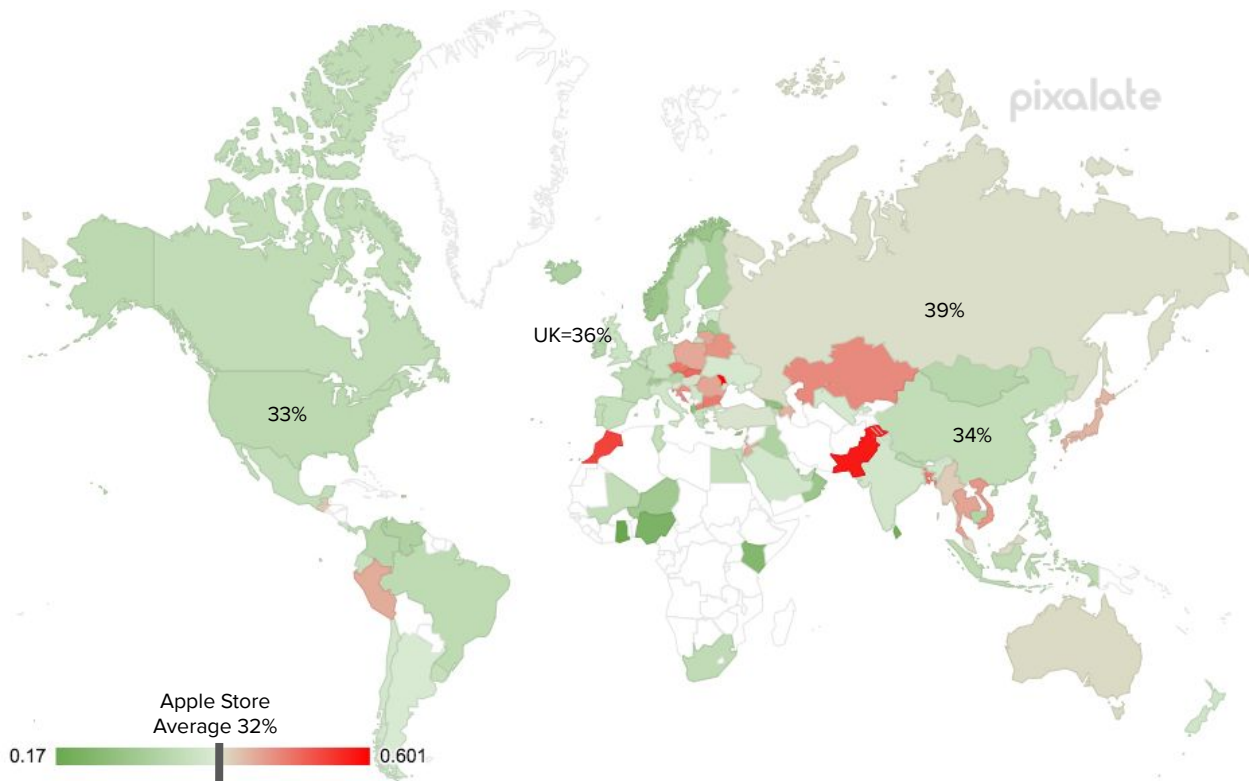 pixalate
39%
UK=36%
33%
34%
Apple Store
Average 32%
0.17
0.601